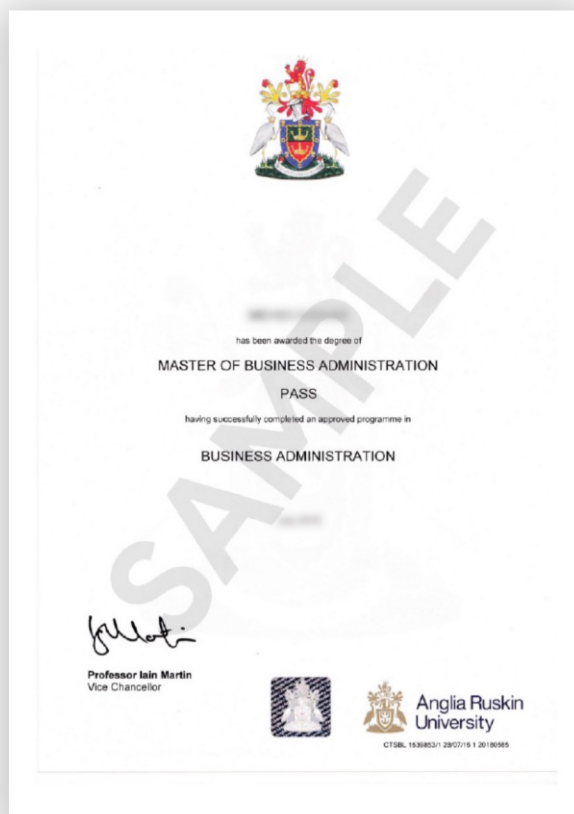 has been awarded the degree of
MASTER OF BUSINESS ADMINISTRATION
PASS
having successfully completed an approved programme in
BUSINESS ADMINISTRATION
SAMPLE
Professor Iain Martin
Vice Chancellor
Anglia Ruskin
University